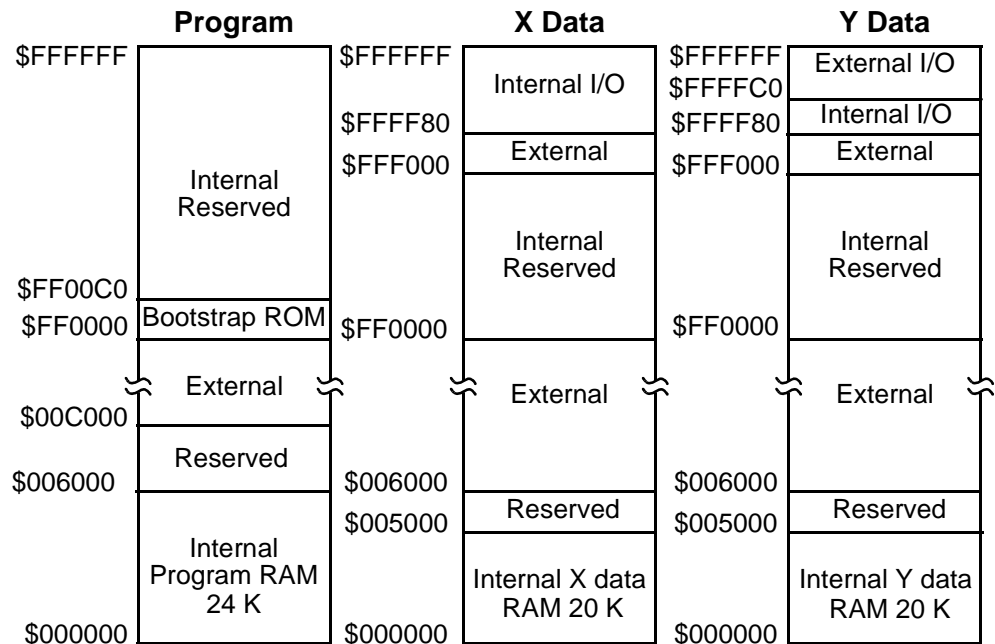 Program
X Data
Y Data
$FFFFFF
Internal
Reserved
$FF00C0
Bootstrap ROM
$FF0000
External
$00C000
Reserved
$006000
Internal
Program RAM
24 K
$000000
$FFFFFF
Internal I/O
$FFFF80
External
$FFF000
Internal
Reserved
$FF0000
External
$006000
Reserved
$005000
Internal X data
RAM 20 K
$000000
$FFFFFF
External I/O
$FFFFC0
Internal I/O
$FFFF80
External
$FFF000
Internal
Reserved
$FF0000
External
$006000
Reserved
$005000
Internal Y data
RAM 20 K
$000000